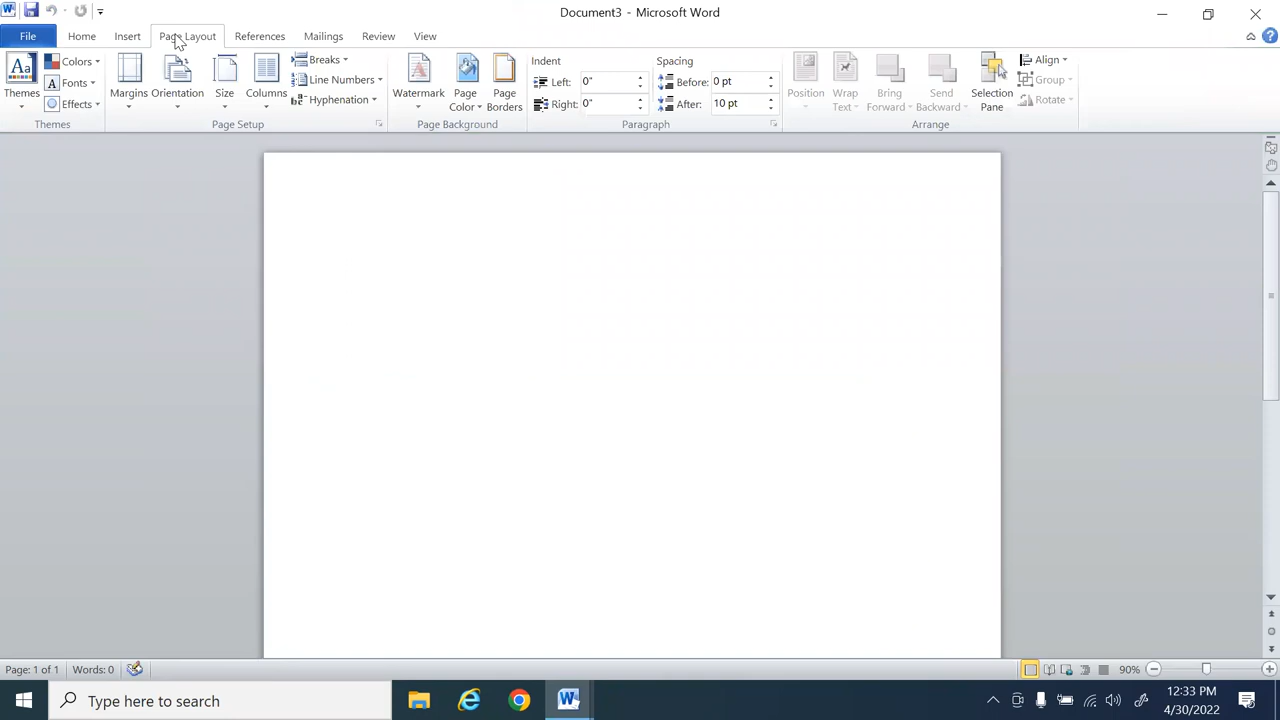 Document3 - Microsoft Word
File Home Insert Page Layout References Mailings Review View
Aa Colors Breaks Indent Spacing Align
Left: 0" Before: 0 pt
Fonts Line Numbers Group
Themes Margins Orientation Size Columns Watermark Page Color Page Borders Position Wrap Text Bring Forward Send Backward Selection Pane
Effects Hyphenation Right: 0" After: 10 pt Rotate
Themes Page Setup Page Background Paragraph Arrange
Page: 1 of 1 Words: 0 90%
Type here to search
12:33 PM
4/30/2022